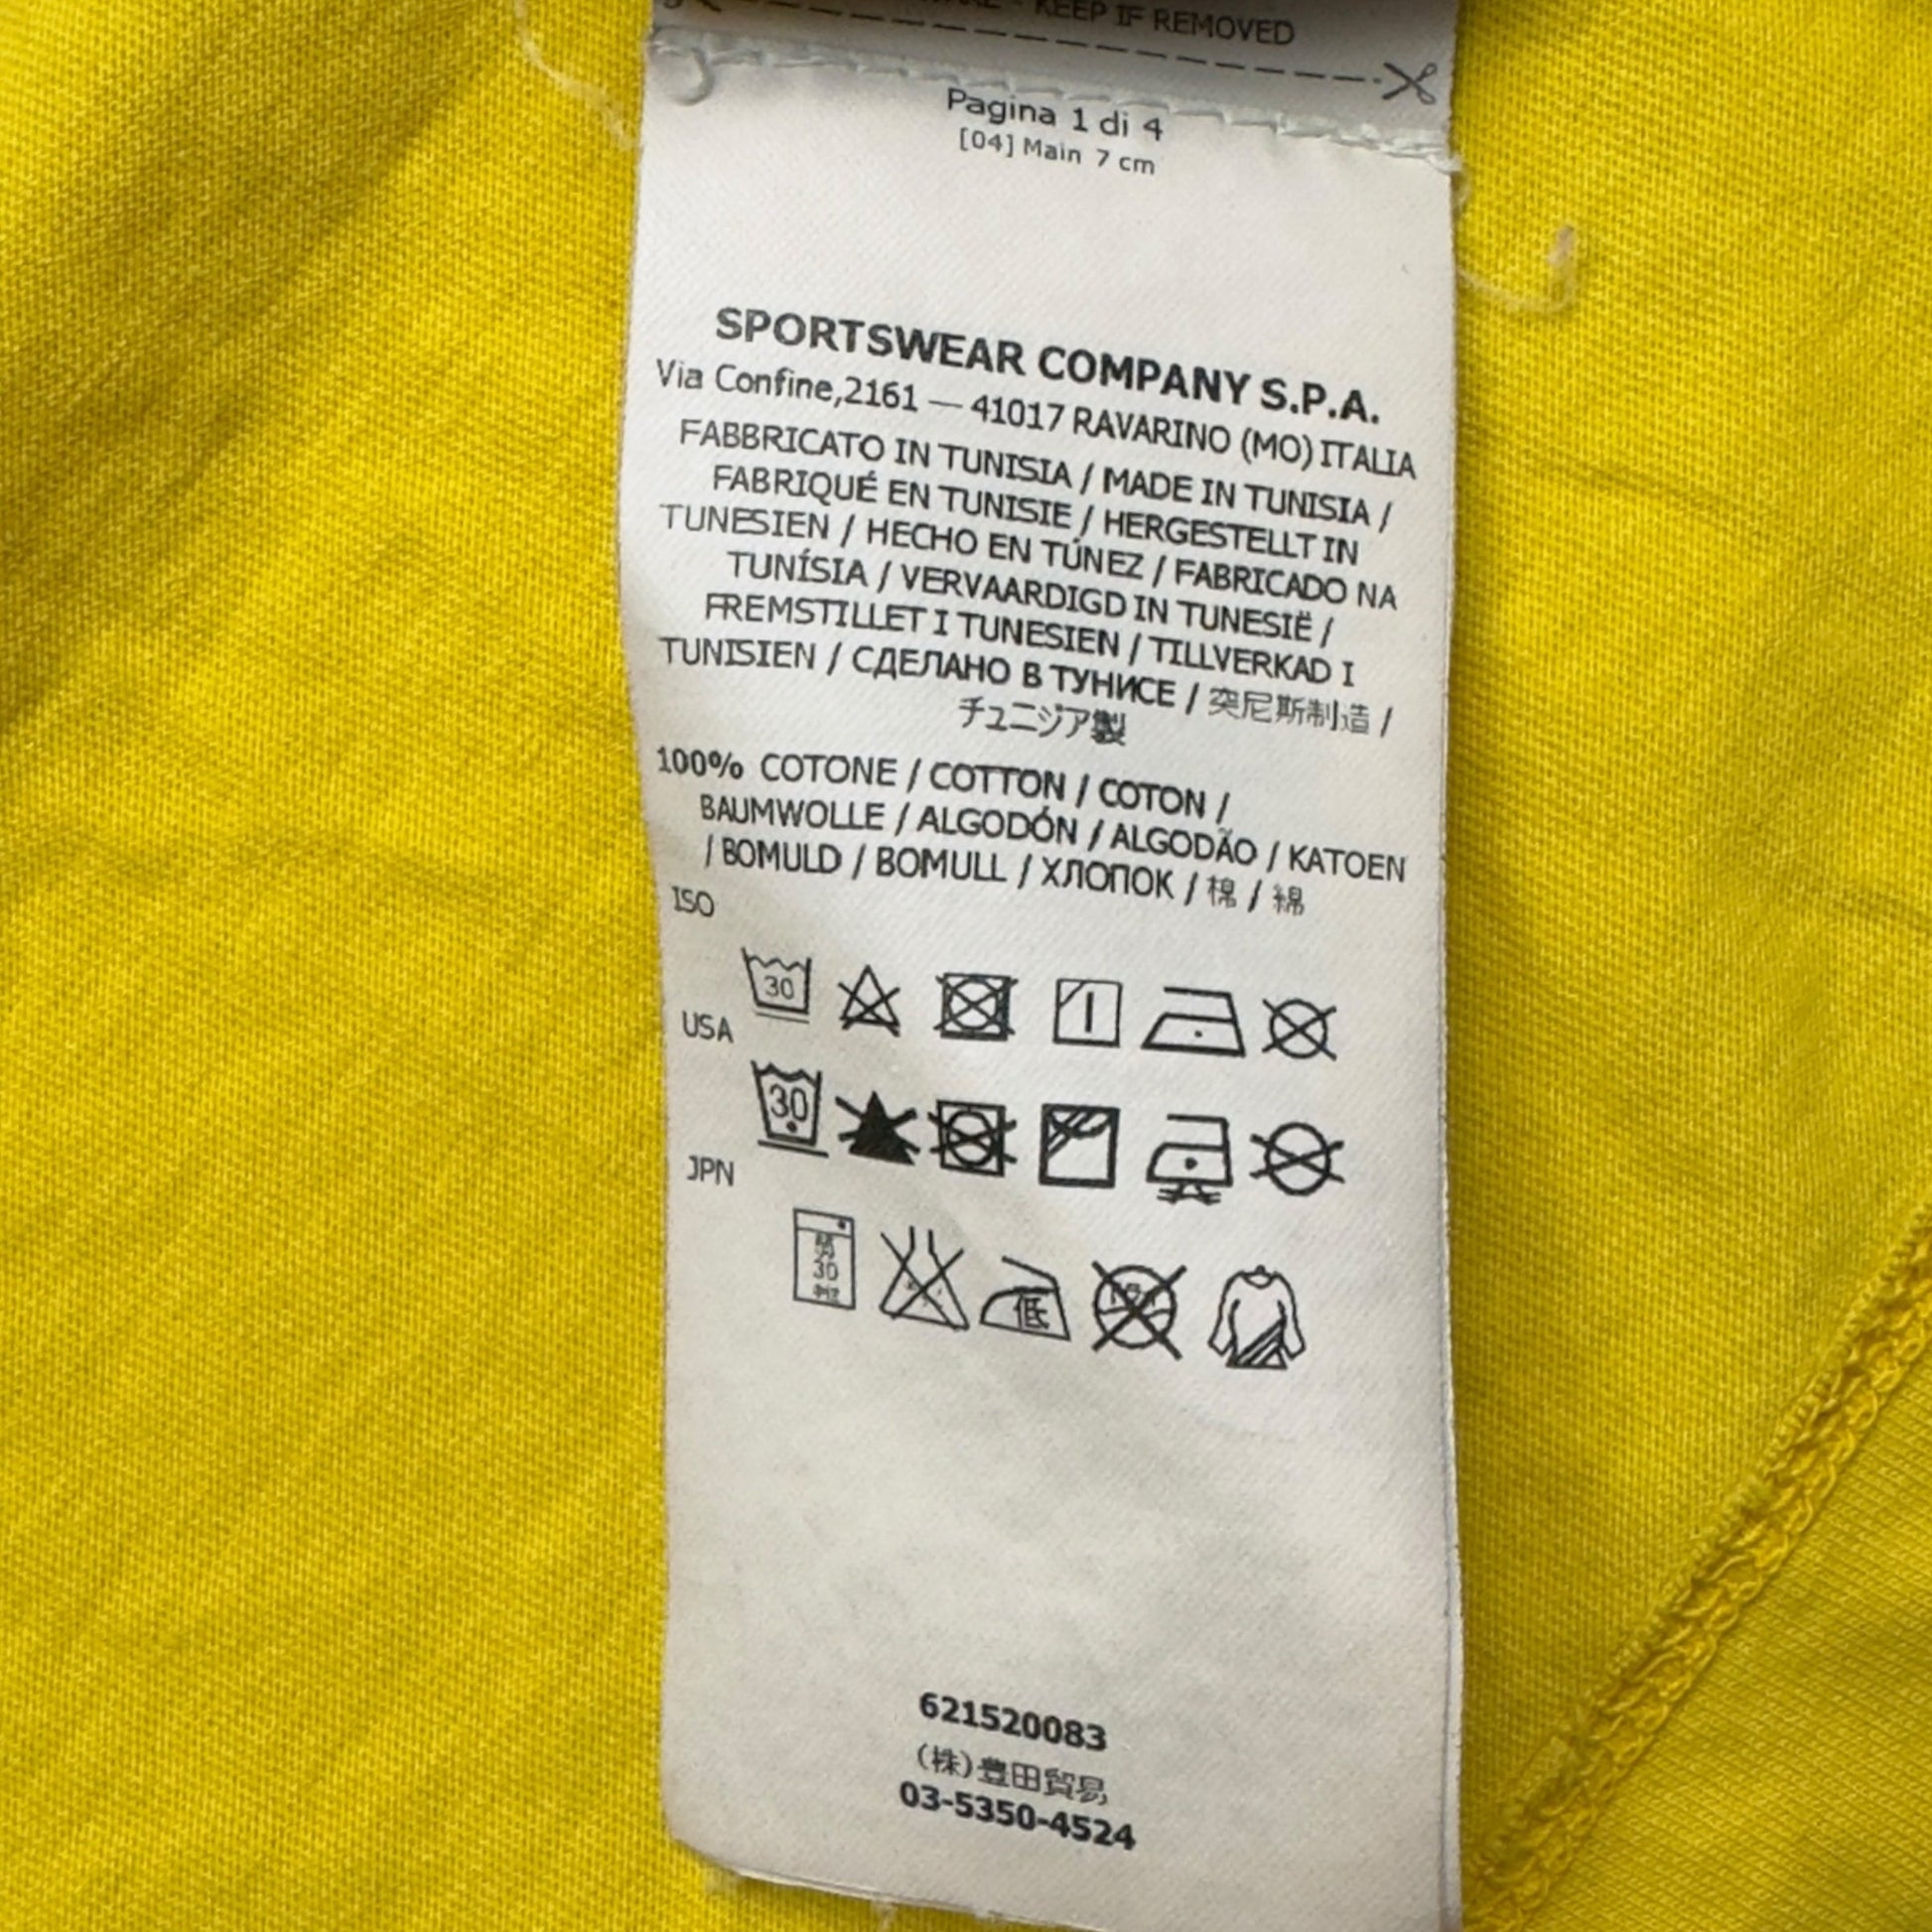 KEEP IF REMOVED
Pagina 1 di 4
[04] Main 7 cm
SPORTSWEAR COMPANY S.P.A.
Via Confine,2161 — 41017 RAVARINO (MO) ITALIA
FABBRICATO IN TUNISIA / MADE IN TUNISIA /
FABRIQUÉ EN TUNISIE / HERGESTELLT IN
TUNESIEN / HECHO EN TÚNEZ / FABRICADO NA
TUNÍSIA / VERVAARDIGD IN TUNESIË /
FREMSTILLET I TUNESIEN / TILLVERKAD I
TUNISIEN / СДЕЛАНО В ТУНИСЕ / 突尼斯制造 /
チュニジア製
100% COTONE / COTTON / COTON /
BAUMWOLLE / ALGODÓN / ALGODÃO / KATOEN
/ BOMULD / BOMULL / ХЛОПОК / 棉 / 綿
ISO
30
USA
30
JPN
30
低
621520083
(株)豊田貿易
03-5350-4524